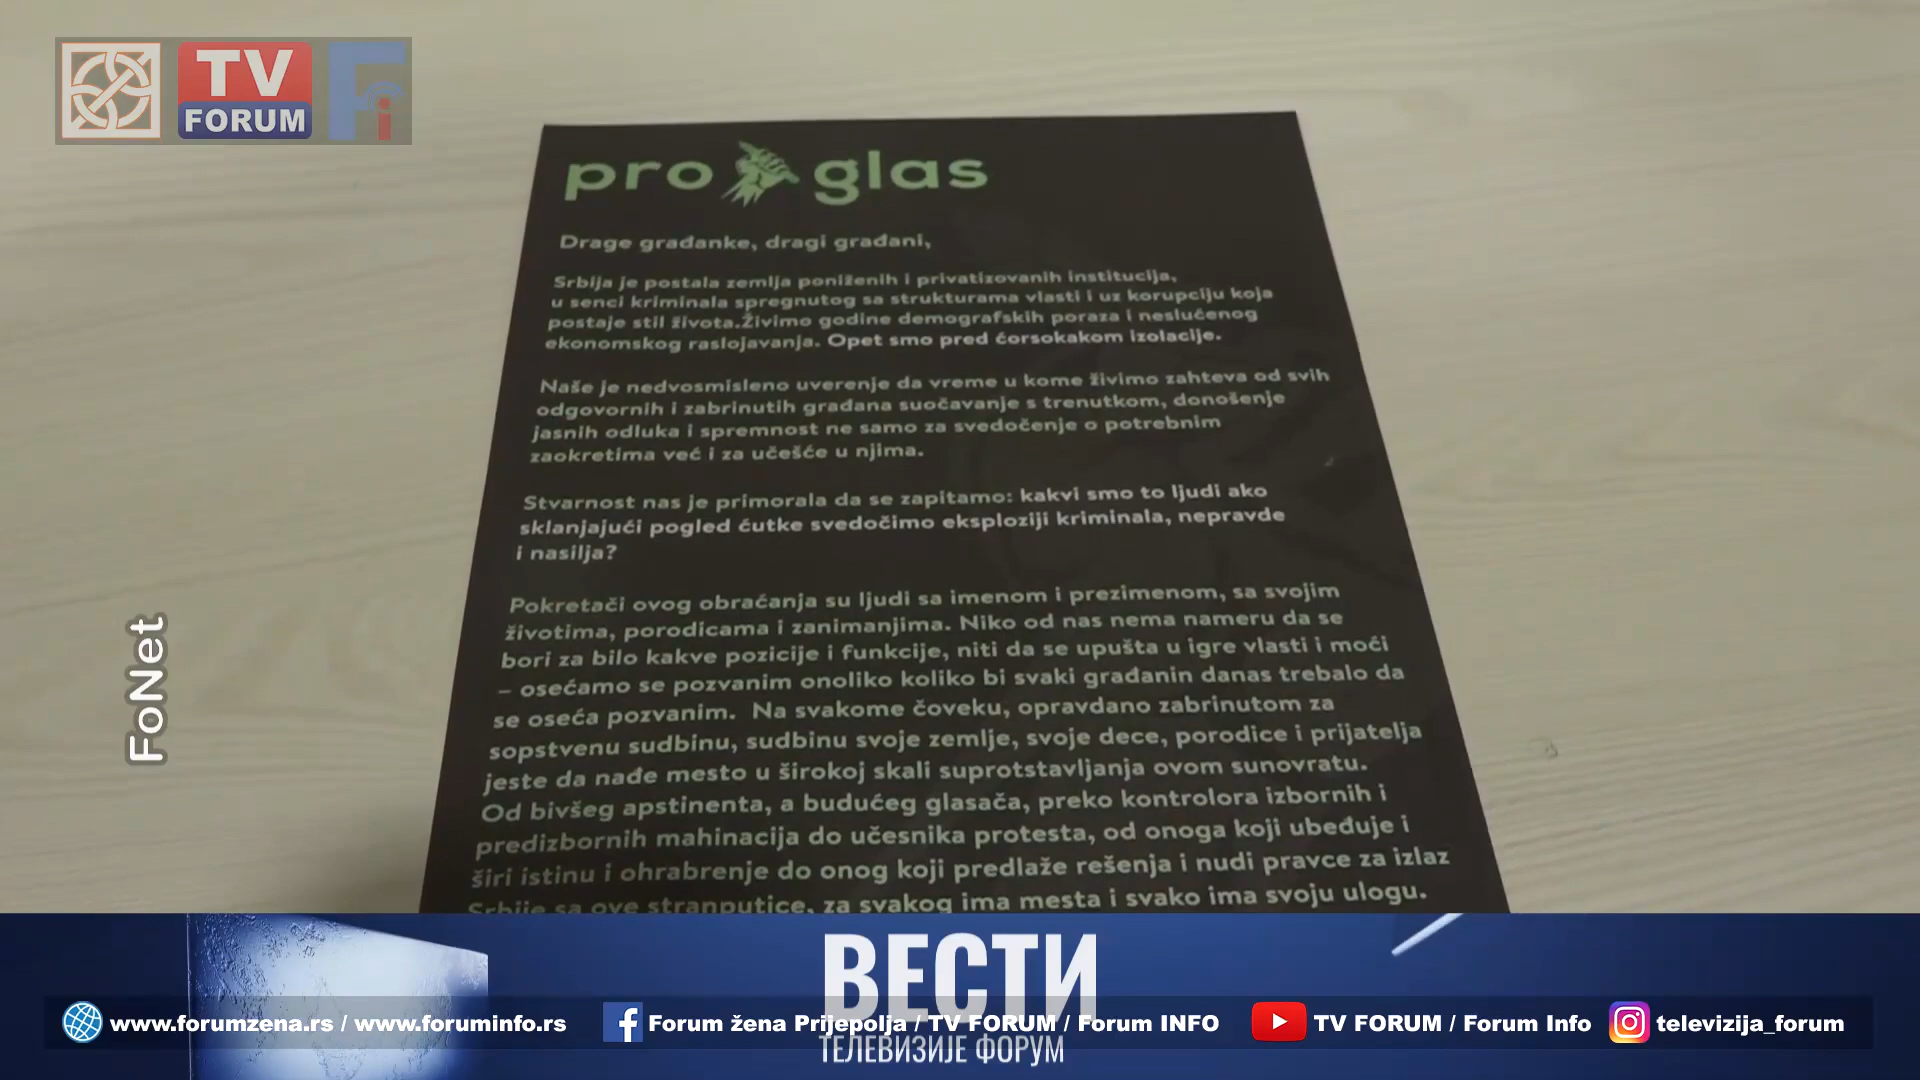 TV
FORUM
Fi
pro glas
Drage građanke, dragi građani,
Srbija je postala zemlja poniženih i privatizovanih institucija,
u senci kriminala spregnutog sa strukturama vlasti i uz korupciju koja
postaje stil života.Živimo godine demografskih poraza i neslućenog
ekonomskog raslojavanja. Opet smo pred ćorsokakom izolacije.
Naše je nedvosmisleno uverenje da vreme u kome živimo zahteva od svih
odgovornih i zabrinutih građana suočavanje s trenutkom, donošenje
jasnih odluka i spremnost ne samo za svedočenje o potrebnim
zaokretima već i za učešće u njima.
Stvarnost nas je primorala da se zapitamo: kakvi smo to ljudi ako
sklanjajući pogled ćutke svedočimo eksploziji kriminala, nepravde
i nasilja?
Pokretači ovog obraćanja su ljudi sa imenom i prezimenom, sa svojim
životima, porodicama i zanimanjima. Niko od nas nema nameru da se
bori za bilo kakve pozicije i funkcije, niti da se upušta u igre vlasti i moći
– osećamo se pozvanim onoliko koliko bi svaki građanin danas trebalo da
se oseća pozvanim. Na svakome čoveku, opravdano zabrinutom za
sopstvenu sudbinu, sudbinu svoje zemlje, svoje dece, porodice i prijatelja
jeste da nađe mesto u širokoj skali suprotstavljanja ovom sunovratu.
Od bivšeg apstinenta, a budućeg glasača, preko kontrolora izbornih i
predizbornih mahinacija do učesnika protesta, od onoga koji ubeđuje i
širi istinu i ohrabrenje do onog koji predlaže rešenja i nudi pravce za izlaz
Srbije sa ove stranputice, za svakog ima mesta i svako ima svoju ulogu.
FoNet
ВЕСТИ
www.forumzena.rs / www.foruminfo.rs
Forum žena Prijepolja / TV FORUM / Forum INFO
TV FORUM / Forum Info
televizija_forum
ТЕЛЕВИЗИЈЕ ФОРУМ